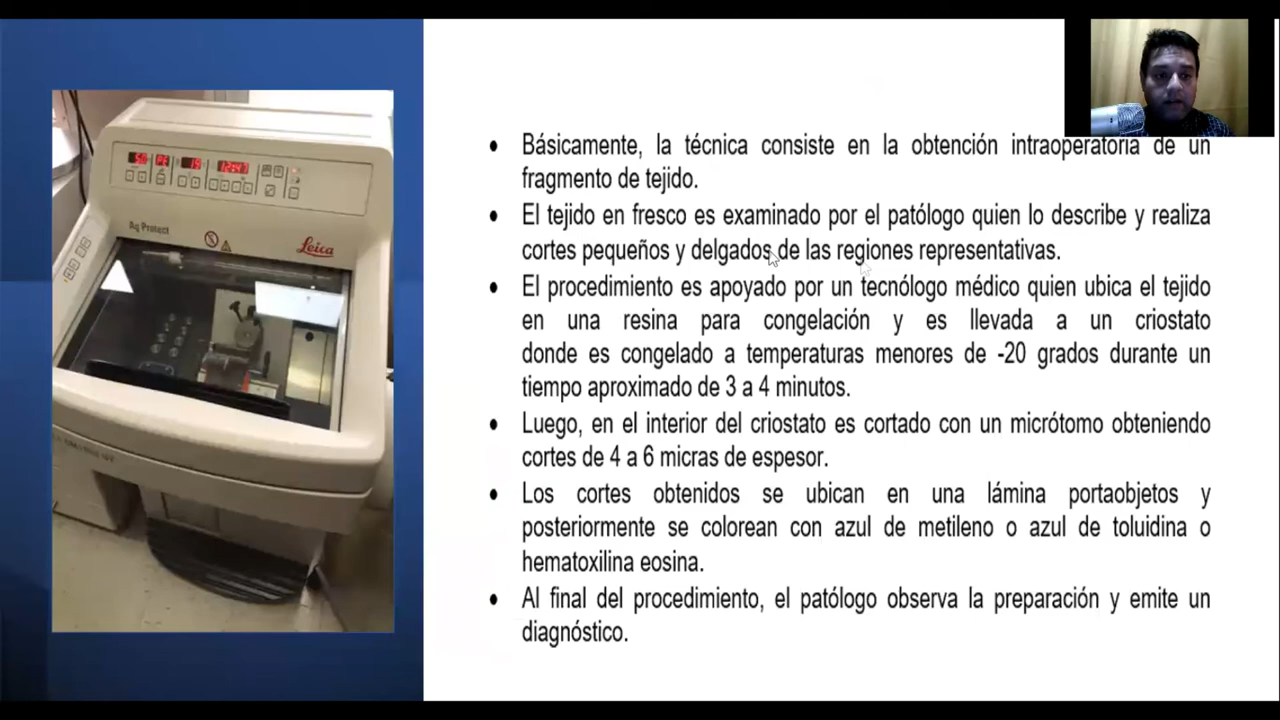 Ag Protect
Leica
Básicamente, la técnica consiste en la obtención intraoperatoria de un
fragmento de tejido.
El tejido en fresco es examinado por el patólogo quien lo describe y realiza
cortes pequeños y delgados de las regiones representativas.
El procedimiento es apoyado por un tecnólogo médico quien ubica el tejido
en una resina para congelación y es llevada a un criostato
donde es congelado a temperaturas menores de -20 grados durante un
tiempo aproximado de 3 a 4 minutos.
Luego, en el interior del criostato es cortado con un micrótomo obteniendo
cortes de 4 a 6 micras de espesor.
Los cortes obtenidos se ubican en una lámina portaobjetos y
posteriormente se colorean con azul de metileno o azul de toluidina o
hematoxilina eosina.
Al final del procedimiento, el patólogo observa la preparación y emite un
diagnóstico.